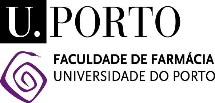 U. PORTO
FACULDADE DE FARMÁCIA
UNIVERSIDADE DO PORTO